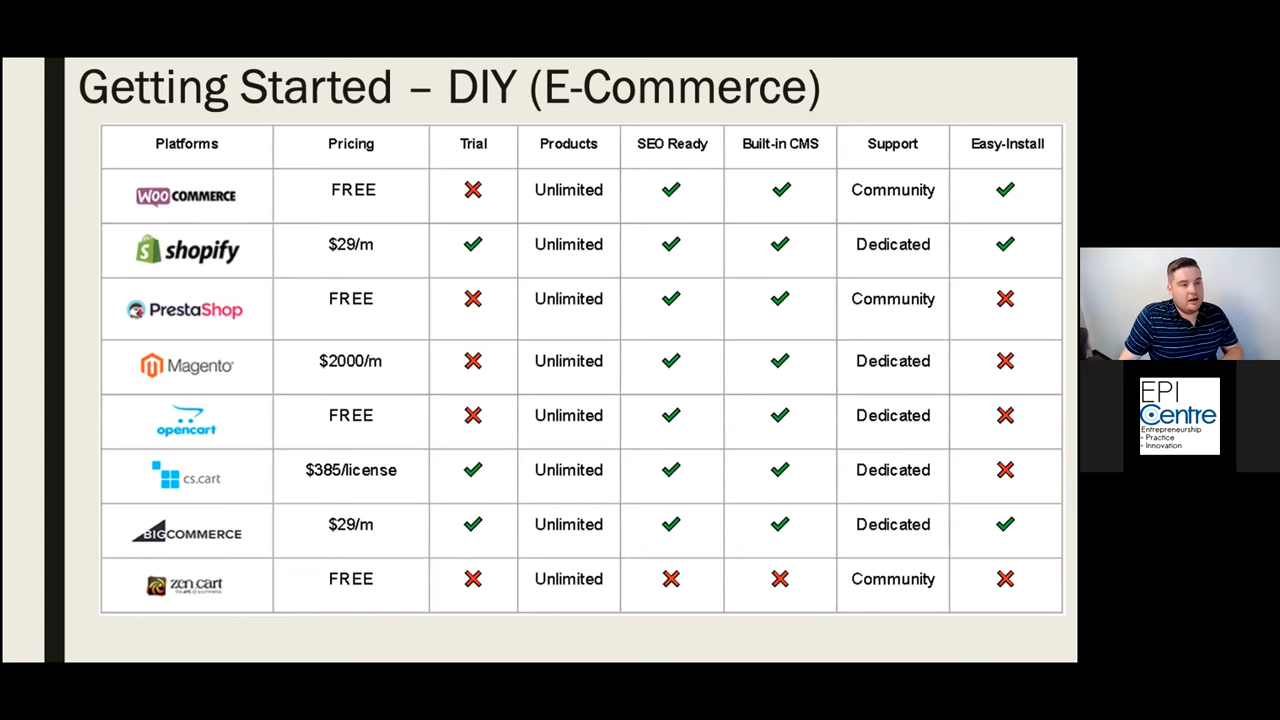 Getting Started – DIY (E-Commerce)
Platforms Pricing Trial Products SEO Ready Built-in CMS Support Easy-Install
WOO COMMERCE FREE Unlimited Community
shopify $29/m Unlimited Dedicated
PrestaShop FREE Unlimited Community
Magento $2000/m Unlimited Dedicated
opencart FREE Unlimited Dedicated
cs.cart $385/license Unlimited Dedicated
BIGCOMMERCE $29/m Unlimited Dedicated
zen cart FREE Unlimited Community
EPI
Centre
Entrepreneurship
- Practice
- Innovation